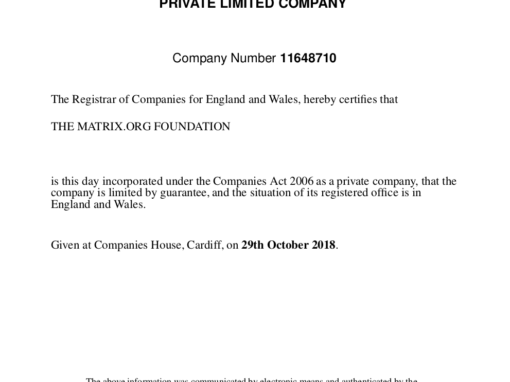 PRIVATE LIMITED COMPANY
Company Number 11648710
The Registrar of Companies for England and Wales, hereby certifies that
THE MATRIX.ORG FOUNDATION
is this day incorporated under the Companies Act 2006 as a private company, that the
company is limited by guarantee, and the situation of its registered office is in
England and Wales.
Given at Companies House, Cardiff, on 29th October 2018.
The above information was communicated by electronic means and authenticated by the